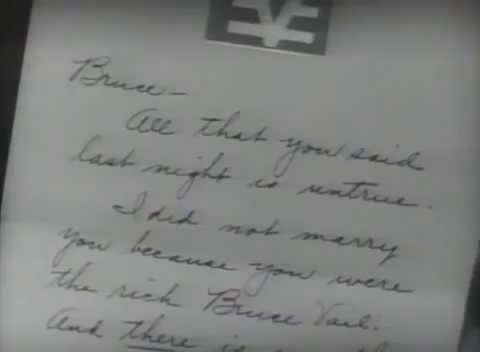 Bruce—
All that you said
last night is untrue.
I did not marry
you because you were
the rich Bruce Vail.
And there is